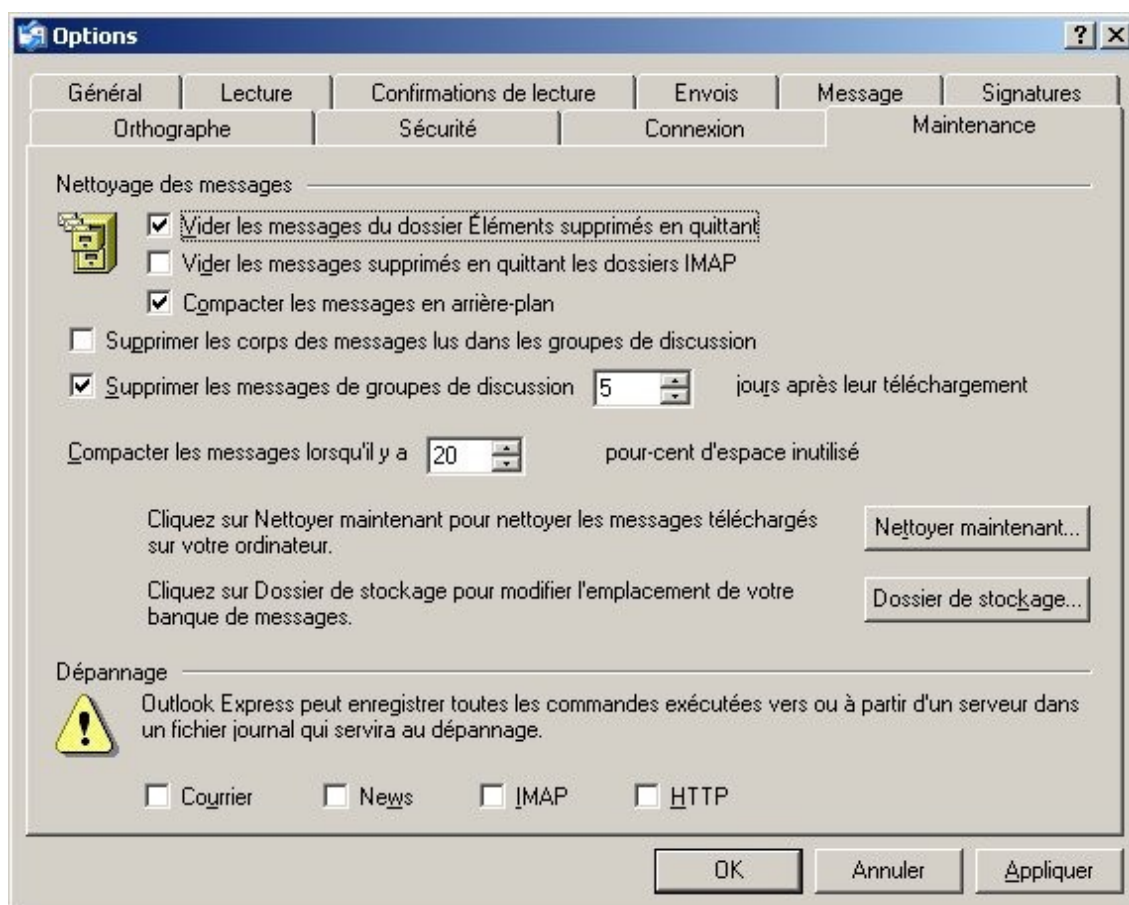 Options
Général Lecture Confirmations de lecture Envois Message Signatures
Orthographe Sécurité Connexion Maintenance
Nettoyage des messages
Vider les messages du dossier Éléments supprimés en quittant
Vider les messages supprimés en quittant les dossiers IMAP
Compacter les messages en arrière-plan
Supprimer les corps des messages lus dans les groupes de discussion
Supprimer les messages de groupes de discussion 5 jours après leur téléchargement
Compacter les messages lorsqu'il y a 20 pour-cent d'espace inutilisé
Cliquez sur Nettoyer maintenant pour nettoyer les messages téléchargés
sur votre ordinateur.
Nettoyer maintenant...
Cliquez sur Dossier de stockage pour modifier l'emplacement de votre
banque de messages.
Dossier de stockage...
Dépannage
Outlook Express peut enregistrer toutes les commandes exécutées vers ou à partir d'un serveur dans
un fichier journal qui servira au dépannage.
Courrier News IMAP HTTP
OK Annuler Appliquer